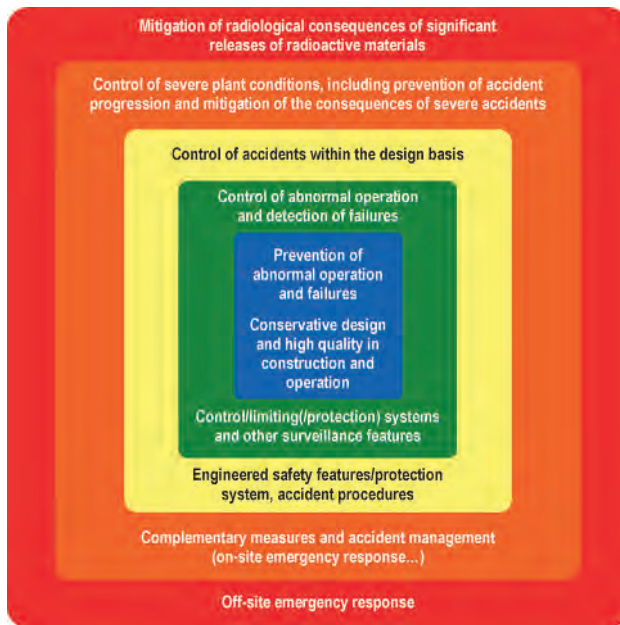 Mitigation of radiological consequences of significant
releases of radioactive materials
Control of severe plant conditions, including prevention of accident
progression and mitigation of the consequences of severe accidents
Control of accidents within the design basis
Control of abnormal operation
and detection of failures
Prevention of
abnormal operation
and failures
Conservative design
and high quality in
construction and
operation
Control/limiting(/protection) systems
and other surveillance features
Engineered safety features/protection
system, accident procedures
Complementary measures and accident management
(on-site emergency response...)
Off-site emergency response